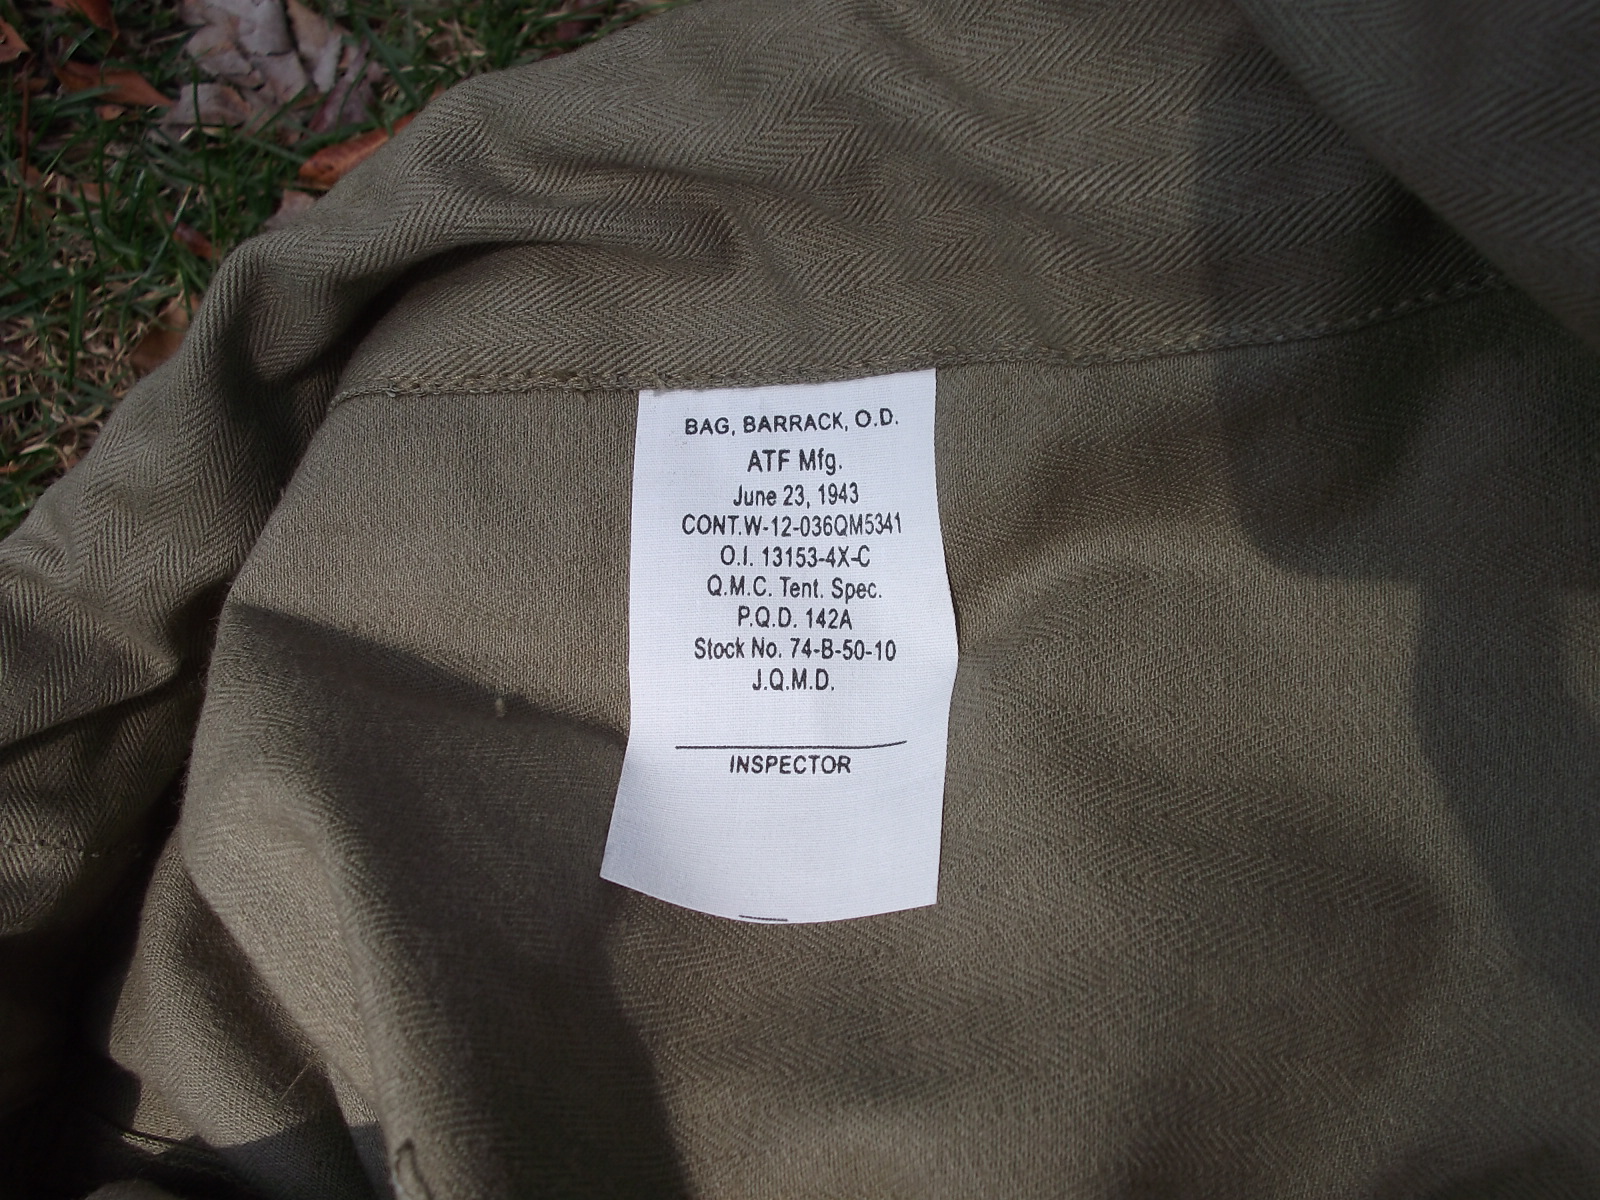 BAG, BARRACK, O.D.
ATF Mfg.
June 23, 1943
CONT.W-12-036QM5341
O.I. 13153-4X-C
Q.M.C. Tent. Spec.
P.Q.D. 142A
Stock No. 74-B-50-10
J.Q.M.D.
INSPECTOR